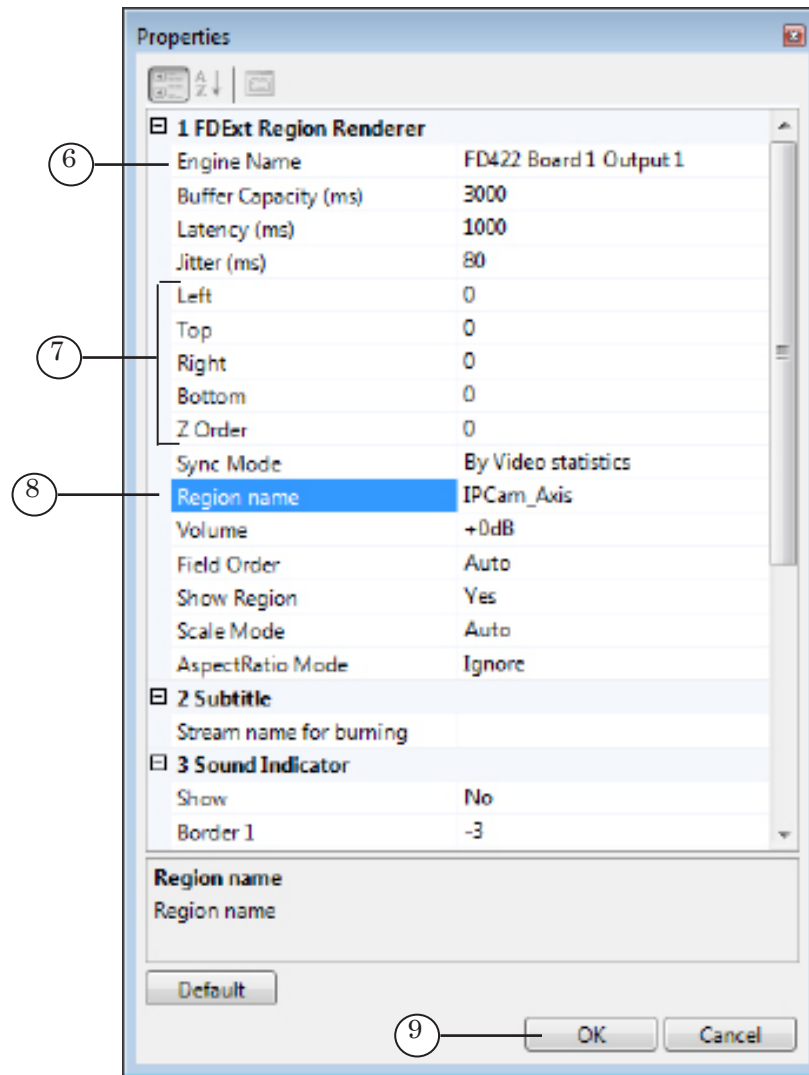 Properties
1 FDExt Region Renderer
6 Engine Name FD422 Board 1 Output 1
Buffer Capacity (ms) 3000
Latency (ms) 1000
Jitter (ms) 80
Left 0
Top 0
7 Right 0
Bottom 0
Z Order 0
Sync Mode By Video statistics
8 Region name IPCam_Axis
Volume +0dB
Field Order Auto
Show Region Yes
Scale Mode Auto
AspectRatio Mode Ignore
2 Subtitle
Stream name for burning
3 Sound Indicator
Show No
Border 1 -3
Region name
Region name
Default
9 OK Cancel